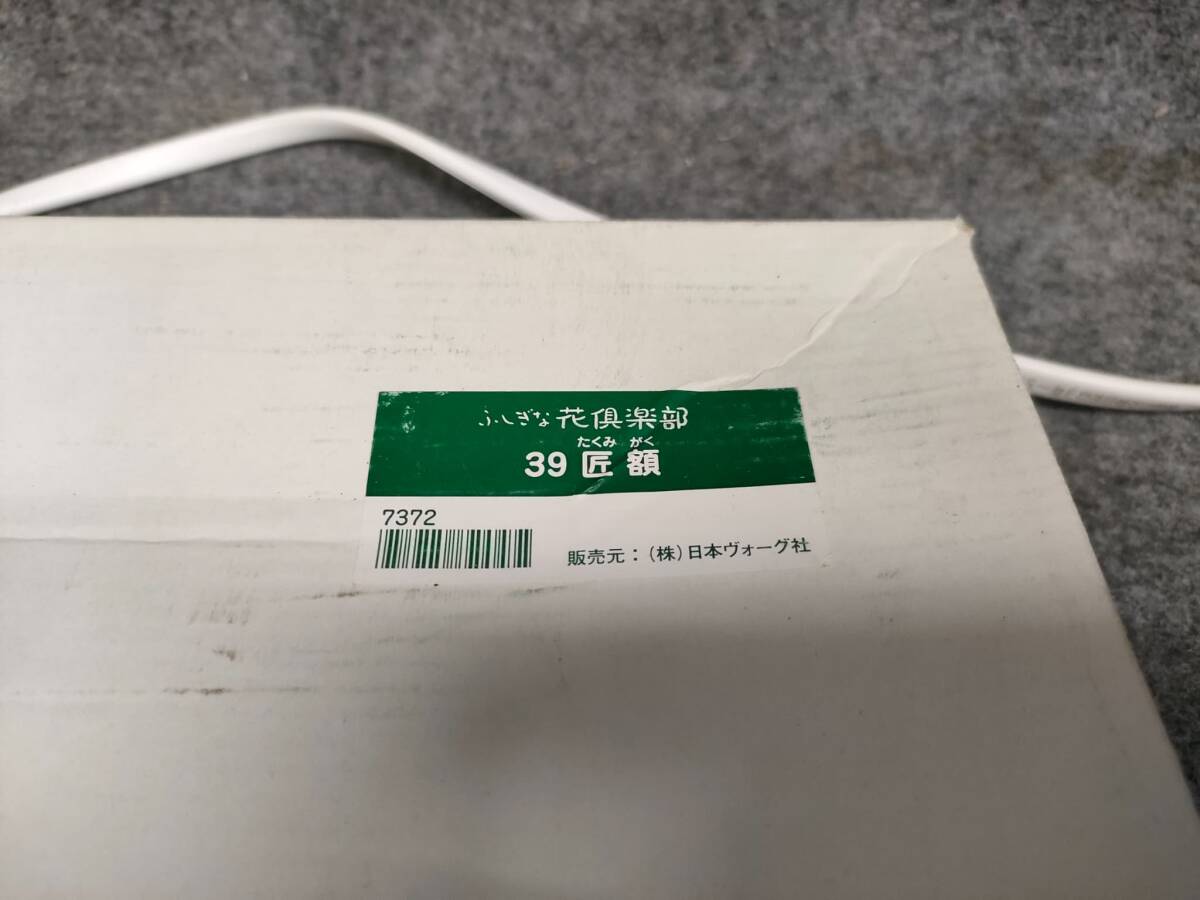 ふしぎな花倶楽部
たくみ がく
39 匠 額
7372
販売元：(株)日本ヴォーグ社